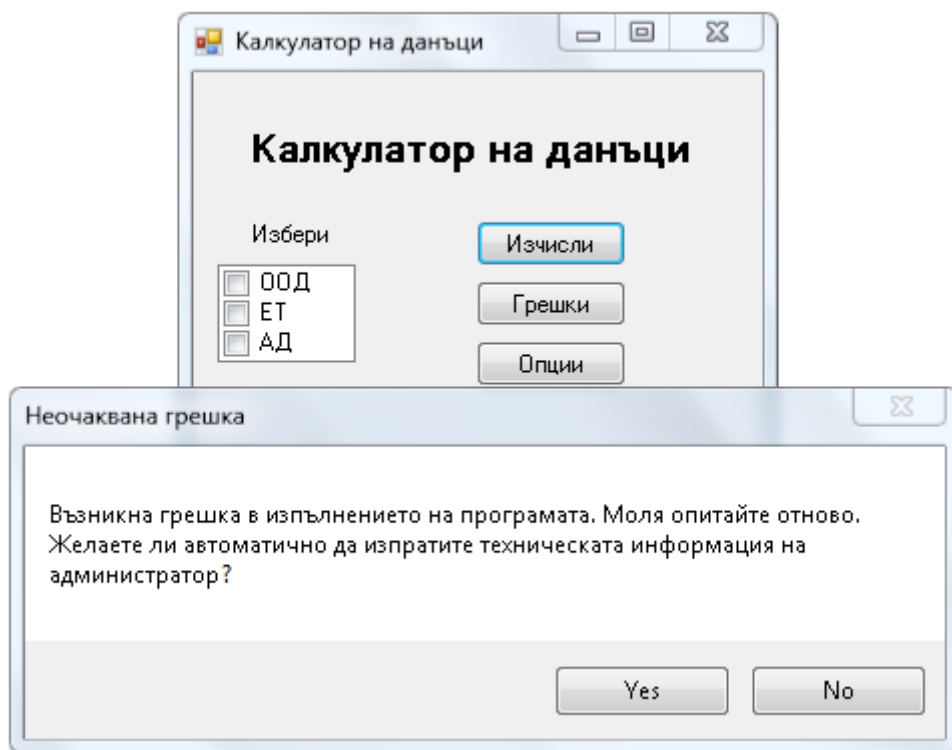 Калкулатор на данъци
Калкулатор на данъци
Избери
Изчисли
ООД
ЕТ
АД
Грешки
Опции
Неочаквана грешка
Възникна грешка в изпълнението на програмата. Моля опитайте отново.
Желаете ли автоматично да изпратите техническата информация на
администратор?
Yes
No